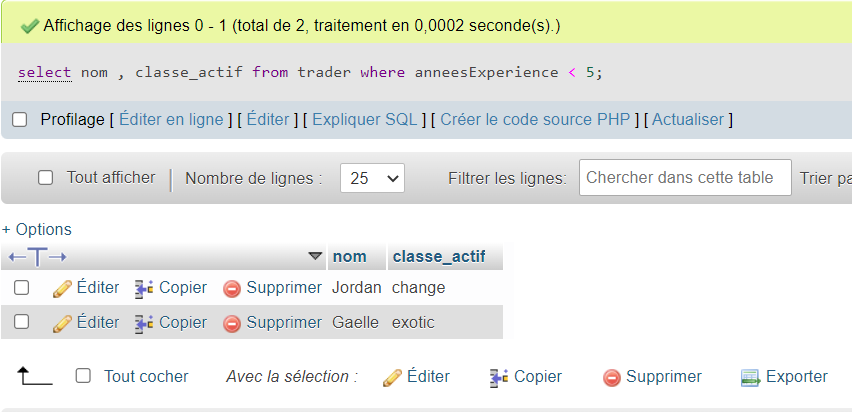 Affichage des lignes 0 - 1 (total de 2, traitement en 0,0002 seconde(s).)
select nom , classe_actif from trader where anneesExperience < 5;
Profilage [ Éditer en ligne ] [ Éditer ] [ Expliquer SQL ] [ Créer le code source PHP ] [ Actualiser ]
Tout afficher | Nombre de lignes : 25 Filtrer les lignes: Chercher dans cette table Trier pa
+ Options
←T→ nom classe_actif
Éditer Copier Supprimer Jordan change
Éditer Copier Supprimer Gaelle exotic
Tout cocher Avec la sélection : Éditer Copier Supprimer Exporter